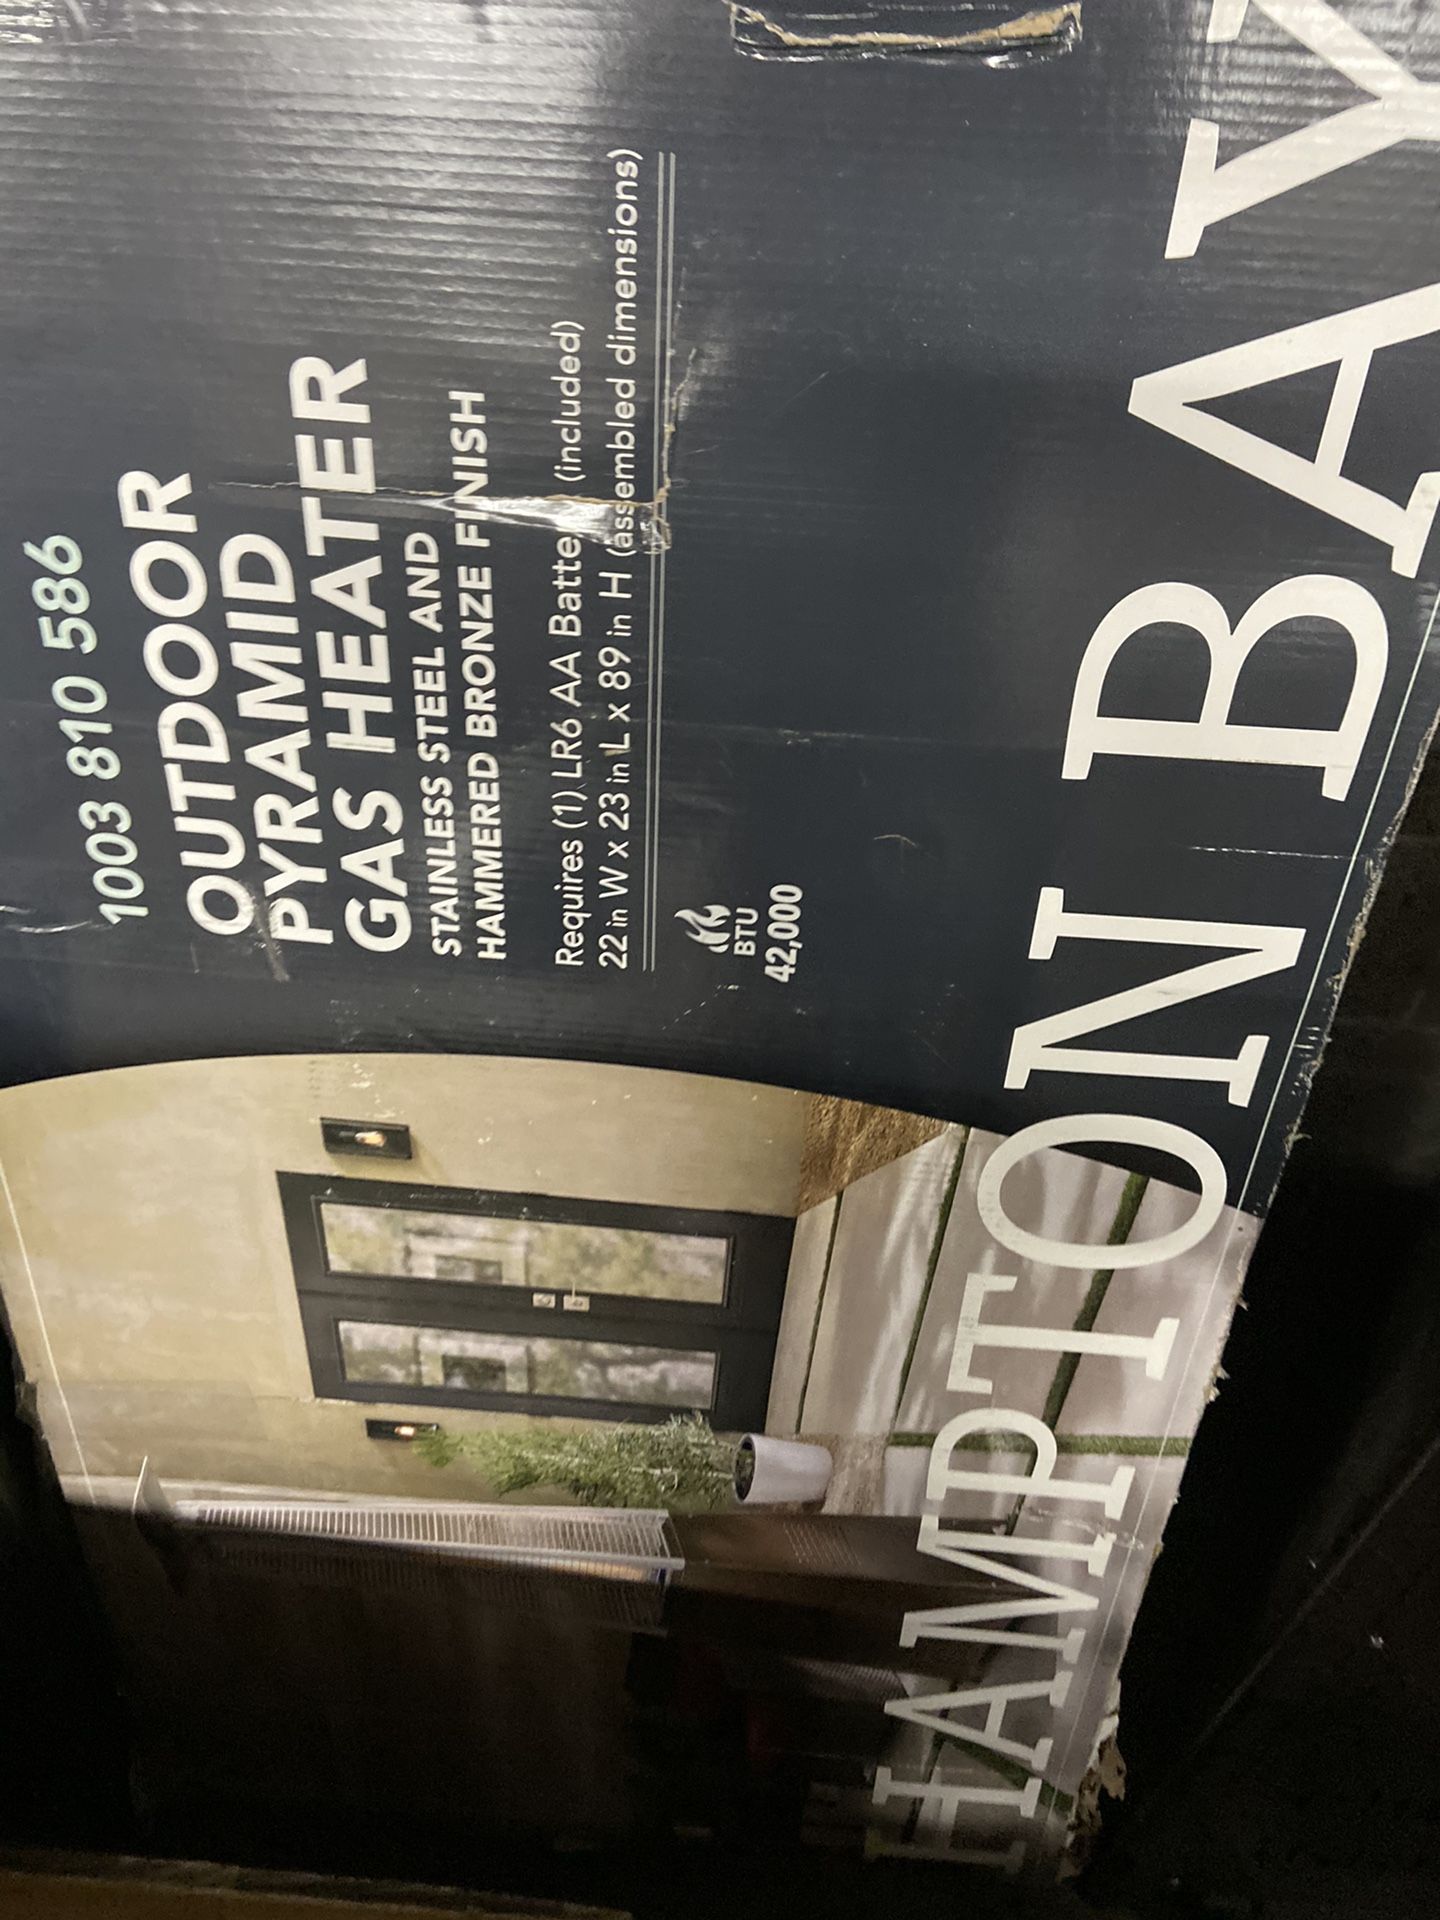 1003 810 586
OUTDOOR
PYRAMID
GAS HEATER
STAINLESS STEEL AND
HAMMERED BRONZE FINISH
Requires (1) LR6 AA Batte (included)
22 in W x 23 in L x 89 in H (assembled dimensions)
BTU
42,000
HAMPTON BAY